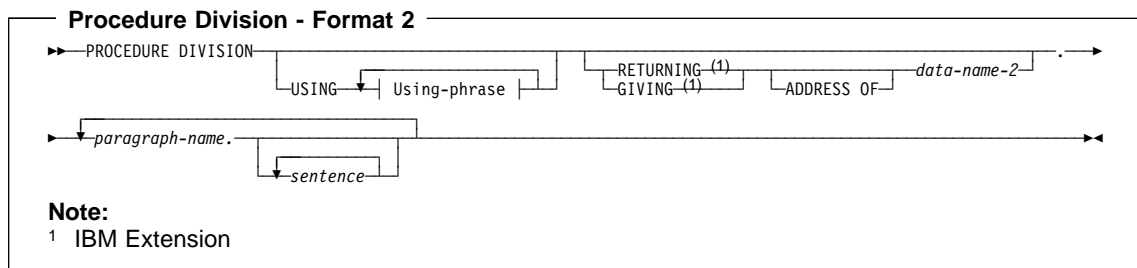 Procedure Division - Format 2
PROCEDURE DIVISION
USING Using-phrase
RETURNING (1)
GIVING (1)
ADDRESS OF
data-name-2
.
paragraph-name.
sentence
Note:
1 IBM Extension